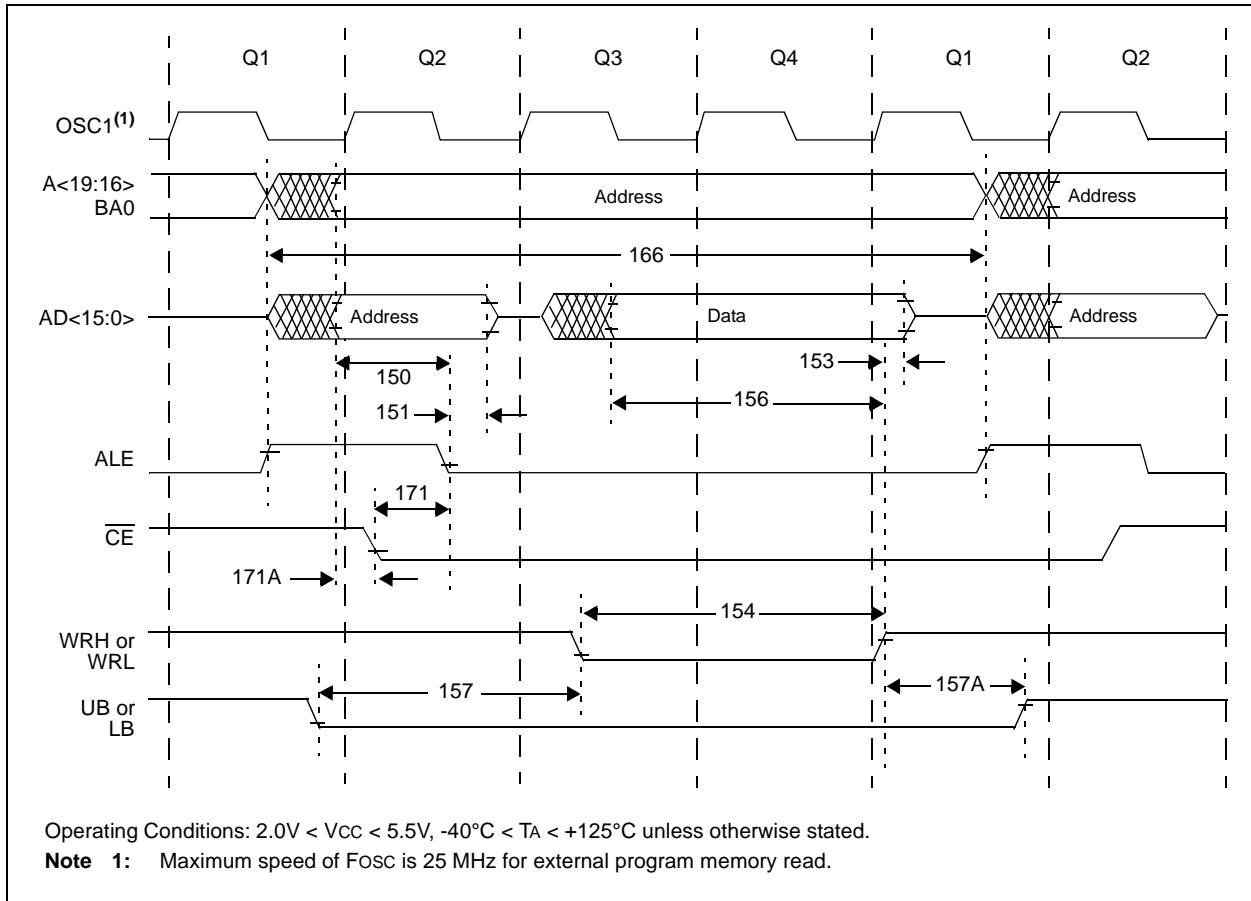 Q1 Q2 Q3 Q4 Q1 Q2
OSC1(1)
A<19:16>
BA0
Address Address
166
AD<15:0>
Address Data Address
150
153
151
156
ALE
171
CE
171A
154
WRH or
WRL
157
157A
UB or
LB
Operating Conditions: 2.0V < VCC < 5.5V, -40°C < TA < +125°C unless otherwise stated.
Note 1: Maximum speed of FOSC is 25 MHz for external program memory read.